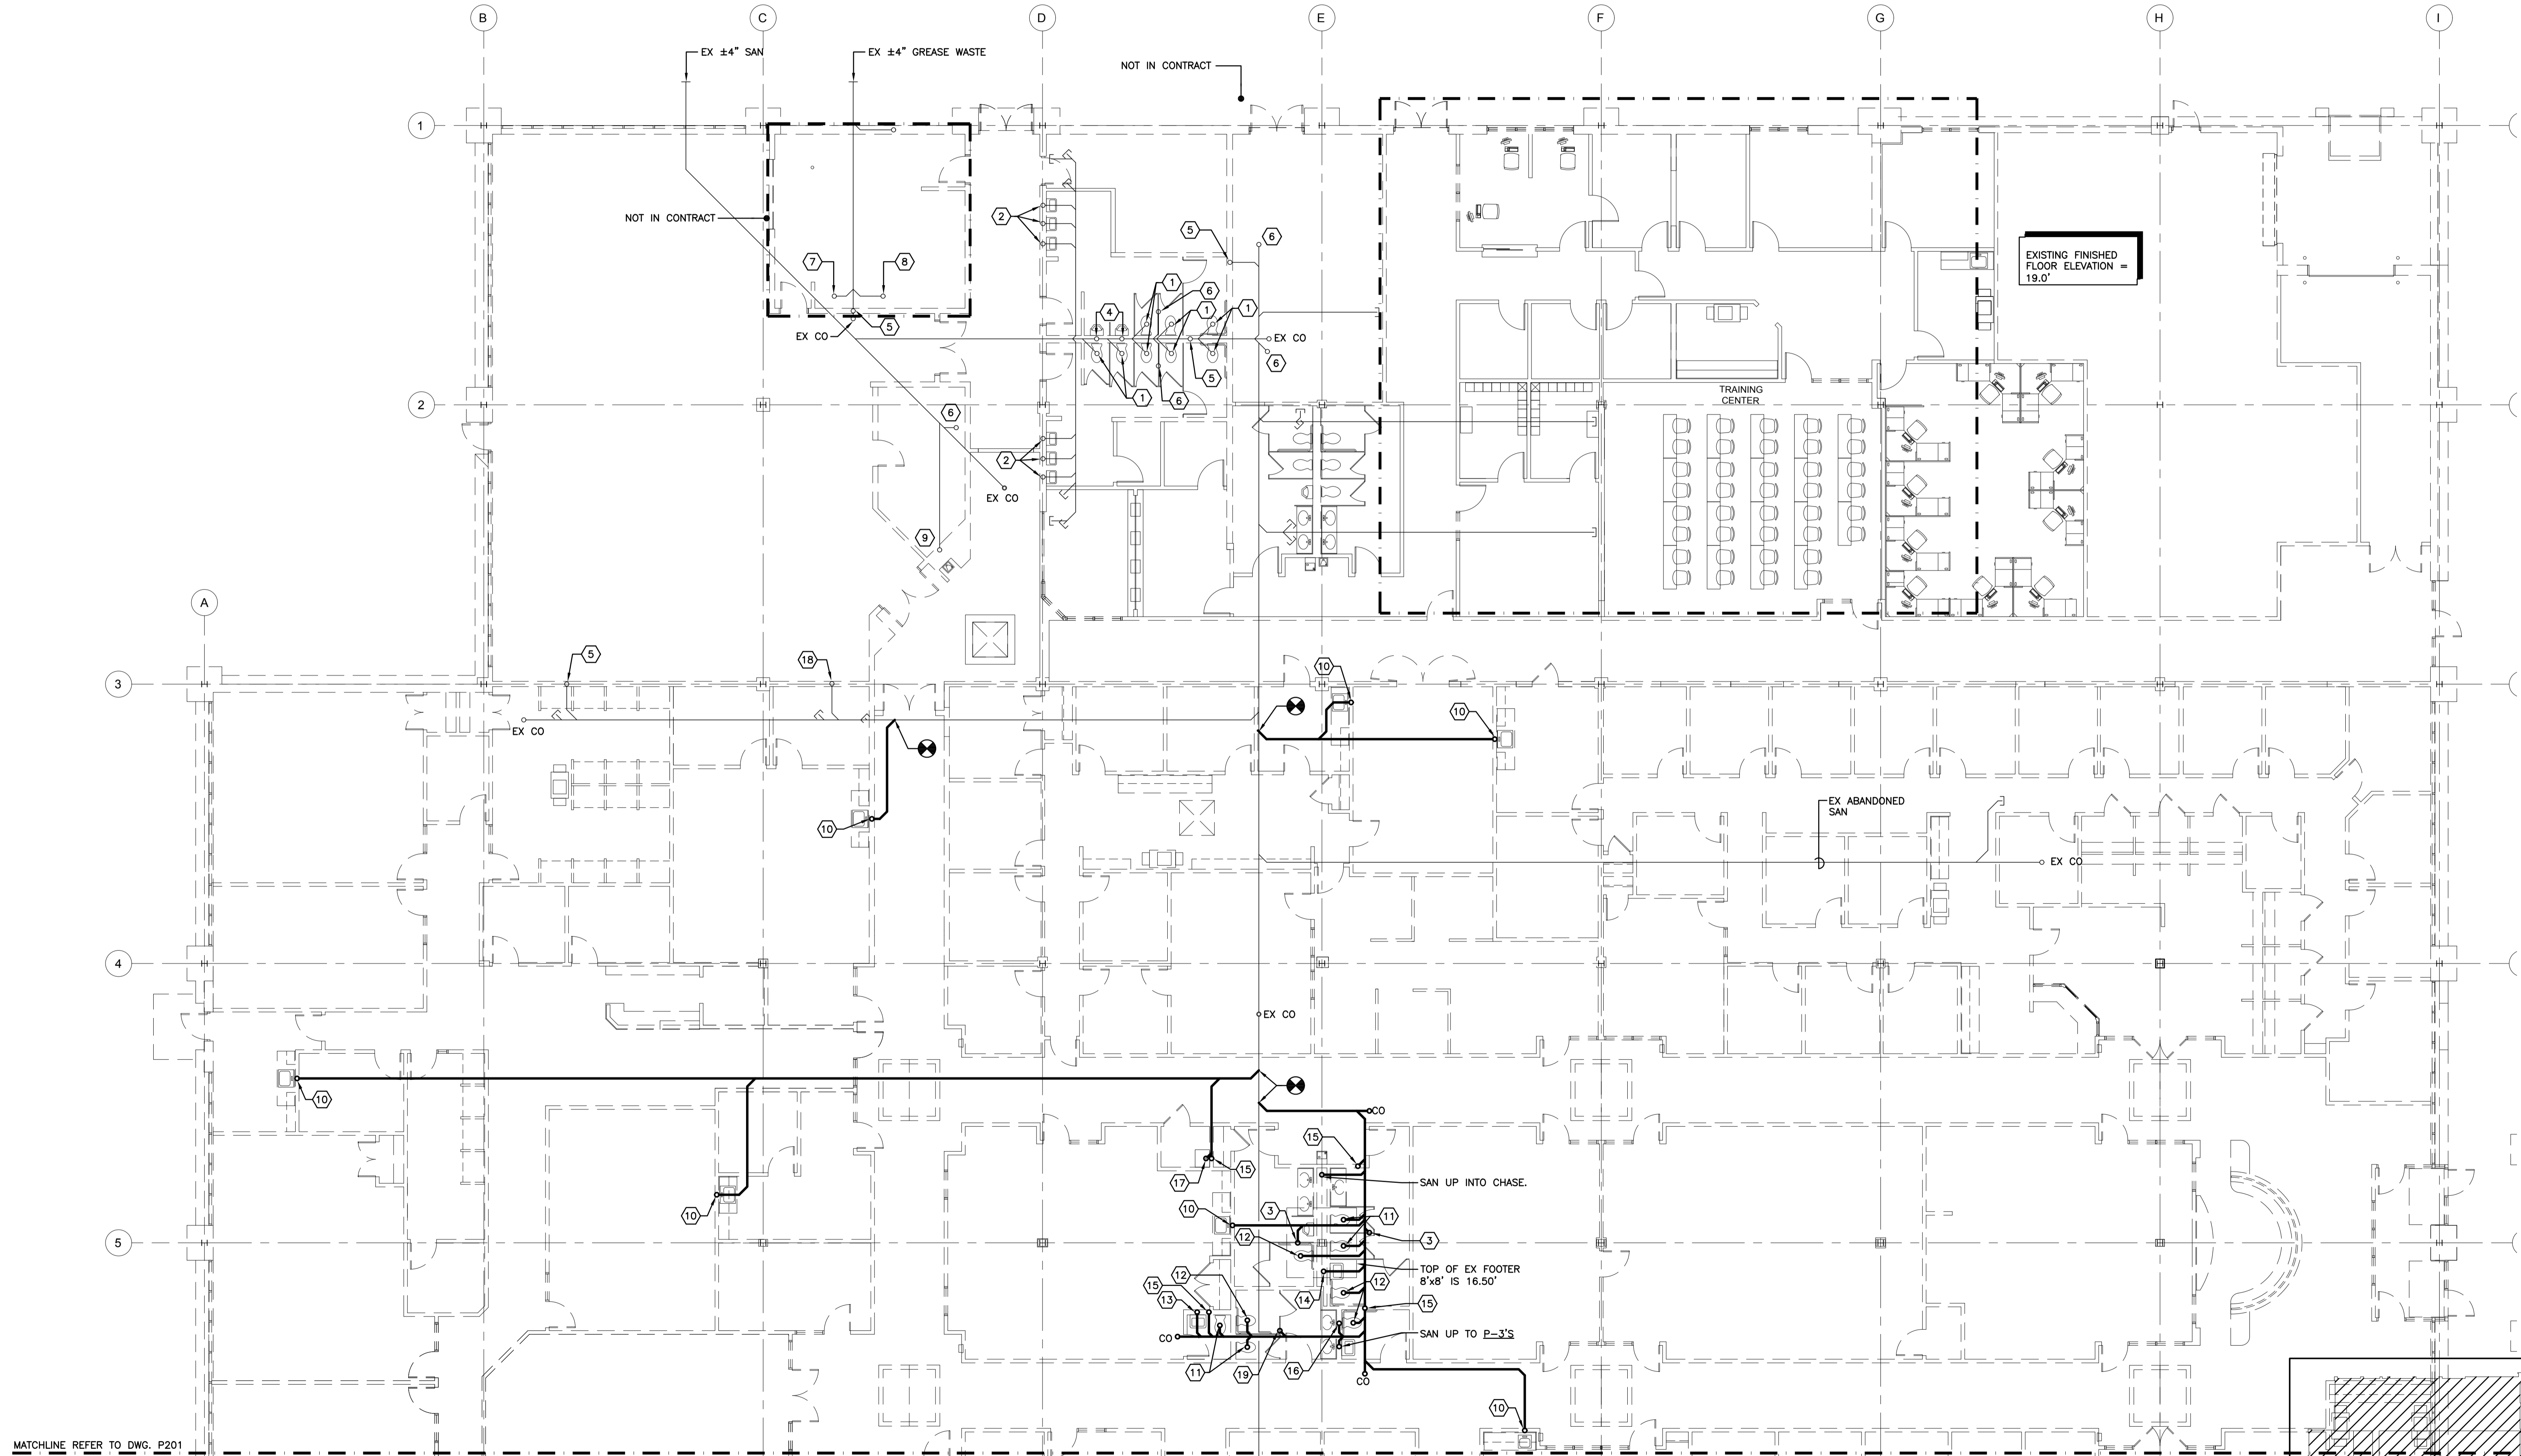 B
C
D
E
F
G
H
I
EX ±4" SAN
EX ±4" GREASE WASTE
NOT IN CONTRACT
1
NOT IN CONTRACT
2
5
6
EXISTING FINISHED
FLOOR ELEVATION =
19.0'
7
8
1
6
1
1
4
5
EX CO
EX CO
6
5
1
6
TRAINING
CENTER
2
6
2
EX CO
9
A
5
18
10
3
10
EX CO
EX ABANDONED
SAN
10
EX CO
4
EX CO
10
CO
15
15
17
SAN UP INTO CHASE.
10
10
3
11
12
3
5
TOP OF EX FOOTER
8'x8' IS 16.50'
12
12
15
13
14
15
CO
SAN UP TO P-3'S
11
19
16
CO
10
MATCHLINE REFER TO DWG. P201